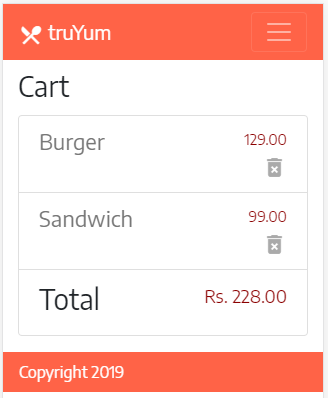 truYum
Cart
Burger 129.00
Sandwich 99.00
Total Rs. 228.00
Copyright 2019